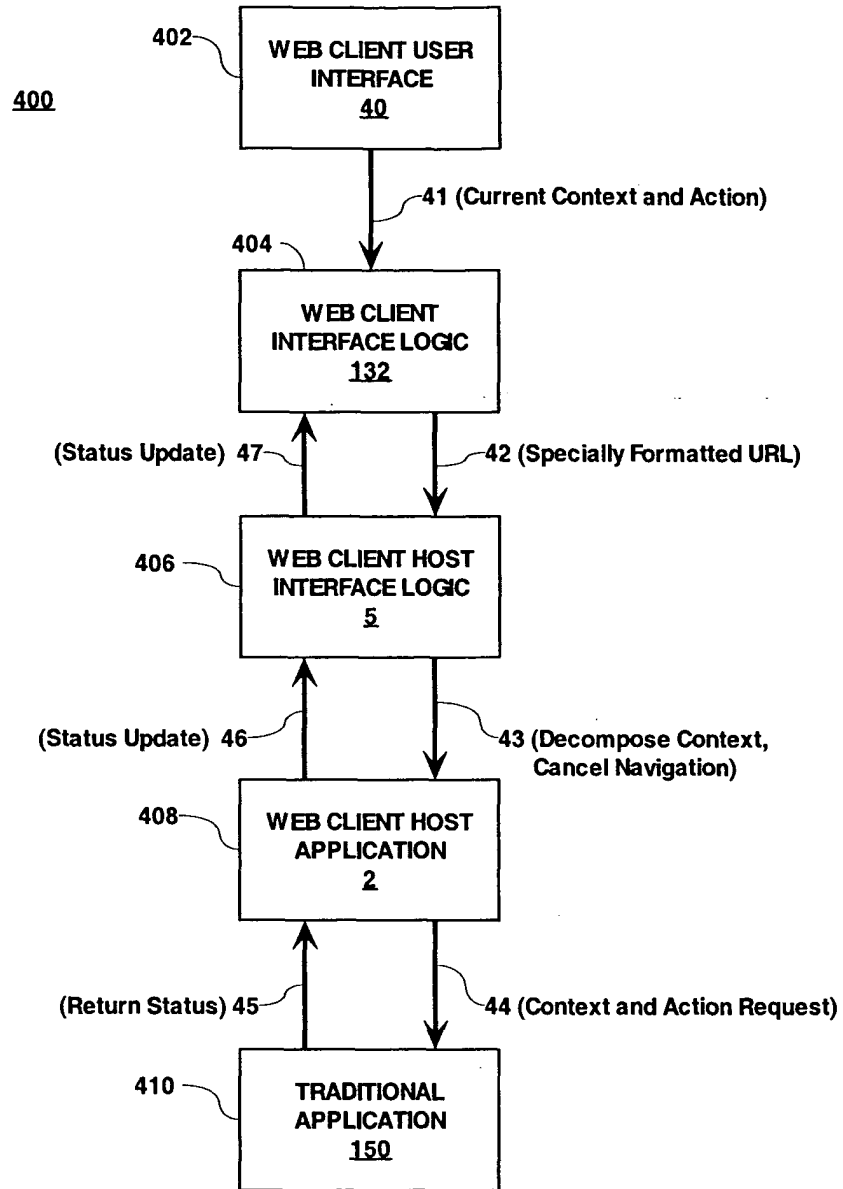 402
WEB CLIENT USER
INTERFACE
40
400
41 (Current Context and Action)
404
WEB CLIENT
INTERFACE LOGIC
132
(Status Update) 47
42 (Specially Formatted URL)
406
WEB CLIENT HOST
INTERFACE LOGIC
5
(Status Update) 46
43 (Decompose Context,
Cancel Navigation)
408
WEB CLIENT HOST
APPLICATION
2
(Return Status) 45
44 (Context and Action Request)
410
TRADITIONAL
APPLICATION
150